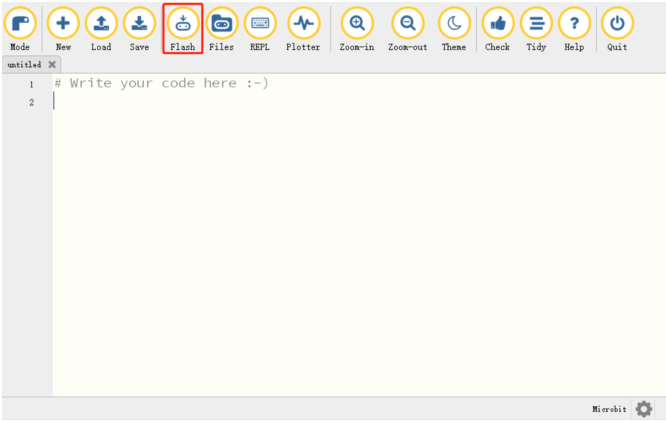 Mode New Load Save Flash Files REPL Plotter Zoom-in Zoom-out Theme Check Tidy Help Quit
untitled
1 # Write your code here :-)
2
Microbit